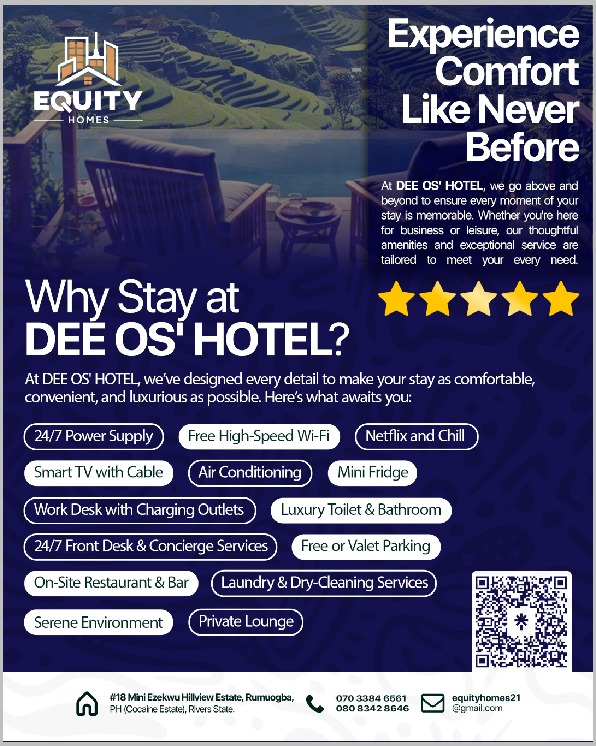 EQUITY
HOMES
Experience
Comfort
Like Never
Before
At DEE OS' HOTEL, we go above and
beyond to ensure every moment of your
stay is memorable. Whether you're here
for business or leisure, our thoughtful
amenities and exceptional service are
tailored to meet your every need.
Why Stay at
DEE OS' HOTEL?
At DEE OS' HOTEL, we've designed every detail to make your stay as comfortable,
convenient, and luxurious as possible. Here's what awaits you:
24/7 Power Supply Free High-Speed Wi-Fi Netflix and Chill
Smart TV with Cable Air Conditioning Mini Fridge
Work Desk with Charging Outlets Luxury Toilet & Bathroom
24/7 Front Desk & Concierge Services Free or Valet Parking
On-Site Restaurant & Bar Laundry & Dry-Cleaning Services
Serene Environment Private Lounge
#18 Mini Ezekwu Hillview Estate, Rumuogba,
PH (Cocaine Estate), Rivers State.
070 3384 6561
080 8342 8646
equityhomes21
@gmail.com